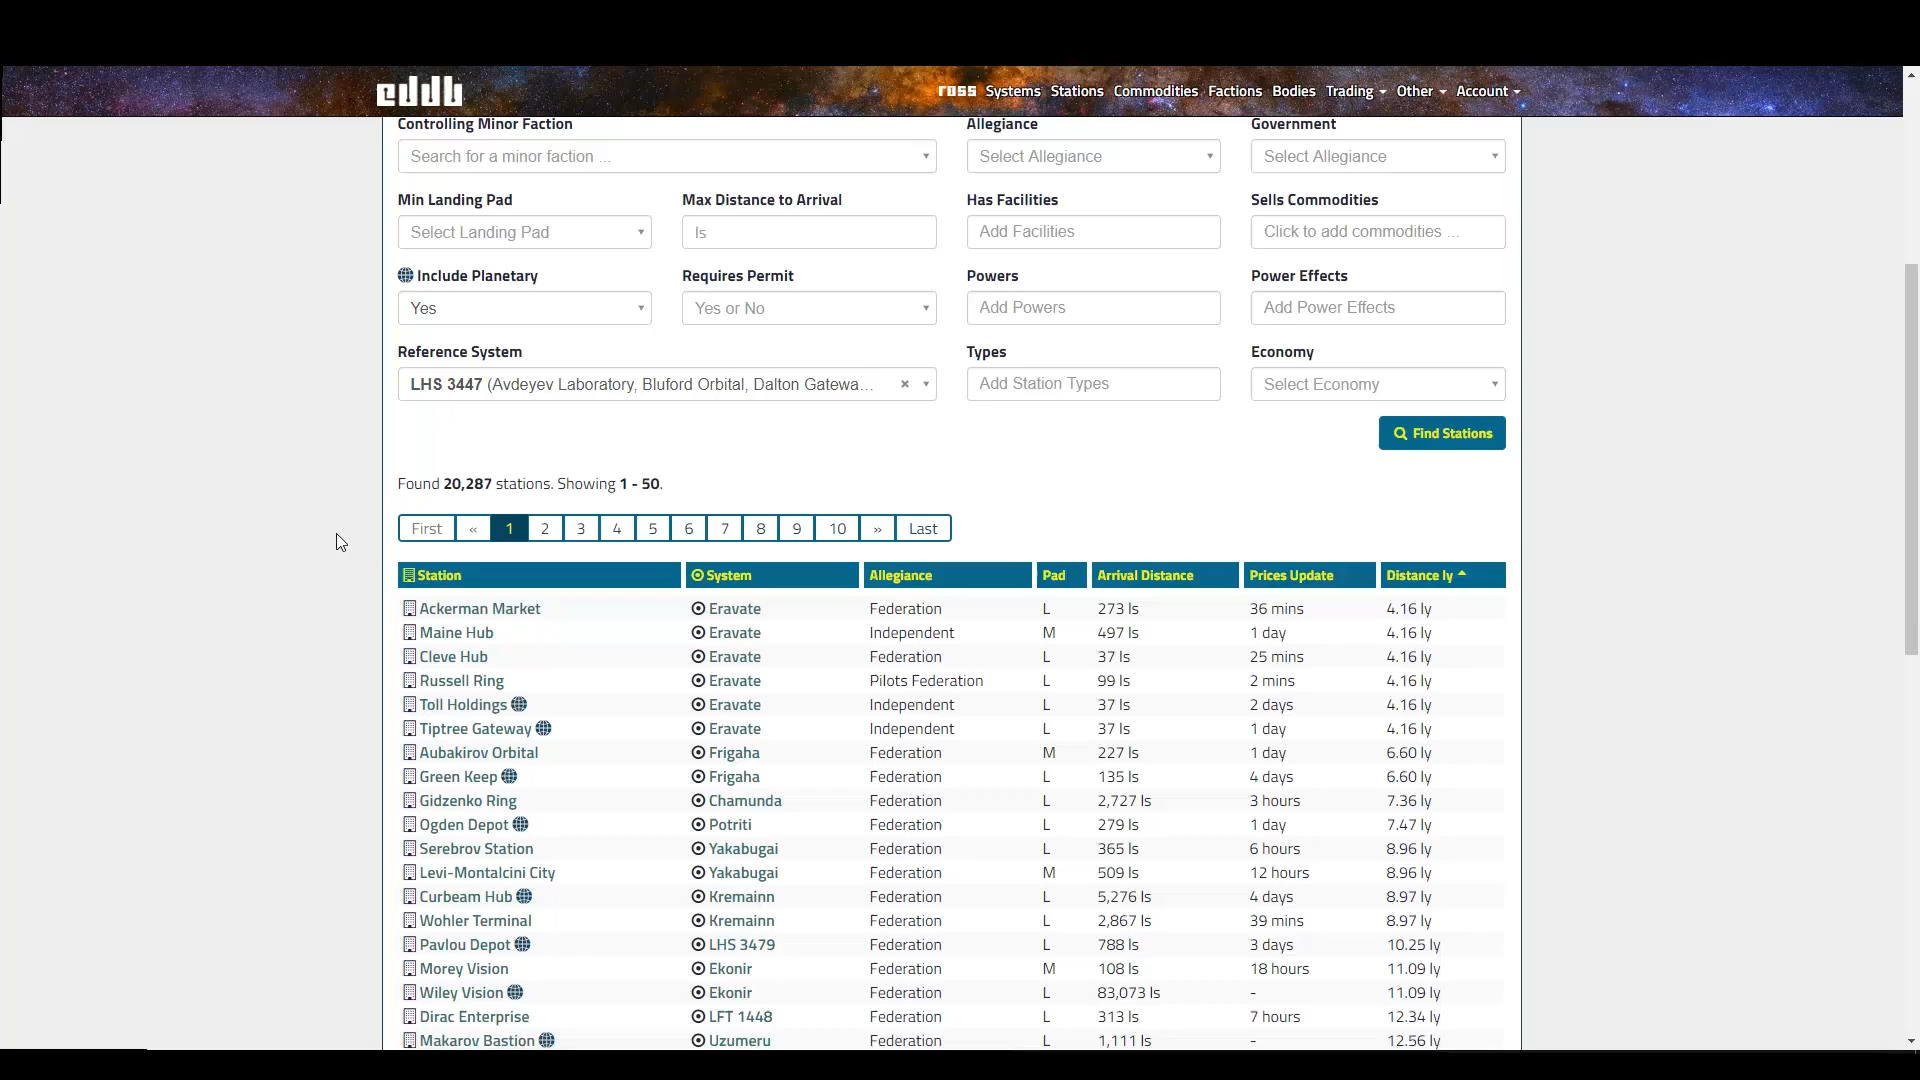 eddb
ross Systems Stations Commodities Factions Bodies Trading Other Account
Controlling Minor Faction Allegiance Government
Search for a minor faction ... Select Allegiance Select Allegiance
Min Landing Pad Max Distance to Arrival Has Facilities Sells Commodities
Select Landing Pad ls Add Facilities Click to add commodities ...
Include Planetary Requires Permit Powers Power Effects
Yes Yes or No Add Powers Add Power Effects
Reference System Types Economy
LHS 3447 (Avdeyev Laboratory, Bluford Orbital, Dalton Gatewa... × Add Station Types Select Economy
Find Stations
Found 20,287 stations. Showing 1 - 50.
First « 1 2 3 4 5 6 7 8 9 10 » Last
Station System Allegiance Pad Arrival Distance Prices Update Distance ly
Ackerman Market Eravate Federation L 273 ls 36 mins 4.16 ly
Maine Hub Eravate Independent M 497 ls 1 day 4.16 ly
Cleve Hub Eravate Federation L 37 ls 25 mins 4.16 ly
Russell Ring Eravate Pilots Federation L 99 ls 2 mins 4.16 ly
Toll Holdings Eravate Independent L 37 ls 2 days 4.16 ly
Tiptree Gateway Eravate Independent L 37 ls 1 day 4.16 ly
Aubakirov Orbital Frigaha Federation M 227 ls 1 day 6.60 ly
Green Keep Frigaha Federation L 135 ls 4 days 6.60 ly
Gidzenko Ring Chamunda Federation L 2,727 ls 3 hours 7.36 ly
Ogden Depot Potriti Federation L 279 ls 1 day 7.47 ly
Serebrov Station Yakabugai Federation L 365 ls 6 hours 8.96 ly
Levi-Montalcini City Yakabugai Federation M 509 ls 12 hours 8.96 ly
Curbeam Hub Kremainn Federation L 5,276 ls 4 days 8.97 ly
Wohler Terminal Kremainn Federation L 2,867 ls 39 mins 8.97 ly
Pavlou Depot LHS 3479 Federation L 788 ls 3 days 10.25 ly
Morey Vision Ekonir Federation M 108 ls 18 hours 11.09 ly
Wiley Vision Ekonir Federation L 83,073 ls - 11.09 ly
Dirac Enterprise LFT 1448 Federation L 313 ls 7 hours 12.34 ly
Makarov Bastion Uzumeru Federation L 1,111 ls - 12.56 ly